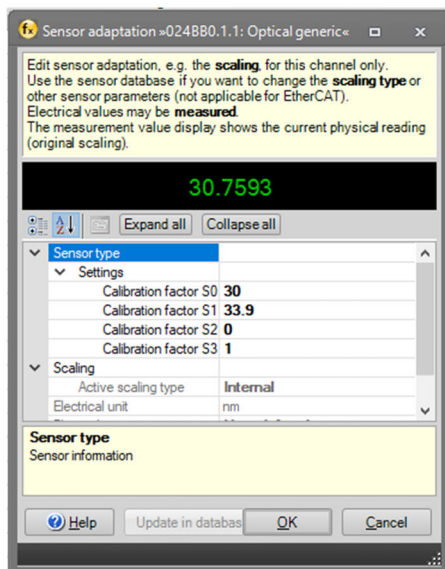 Sensor adaptation »024BB0.1.1: Optical generic«
Edit sensor adaptation, e.g. the scaling, for this channel only.
Use the sensor database if you want to change the scaling type or
other sensor parameters (not applicable for EtherCAT).
Electrical values may be measured.
The measurement value display shows the current physical reading
(original scaling).
30.7593
Expand all Collapse all
Sensor type
Settings
Calibration factor S0 30
Calibration factor S1 33.9
Calibration factor S2 0
Calibration factor S3 1
Scaling
Active scaling type Internal
Electrical unit nm
Sensor type
Sensor information
Help Update in databas OK Cancel